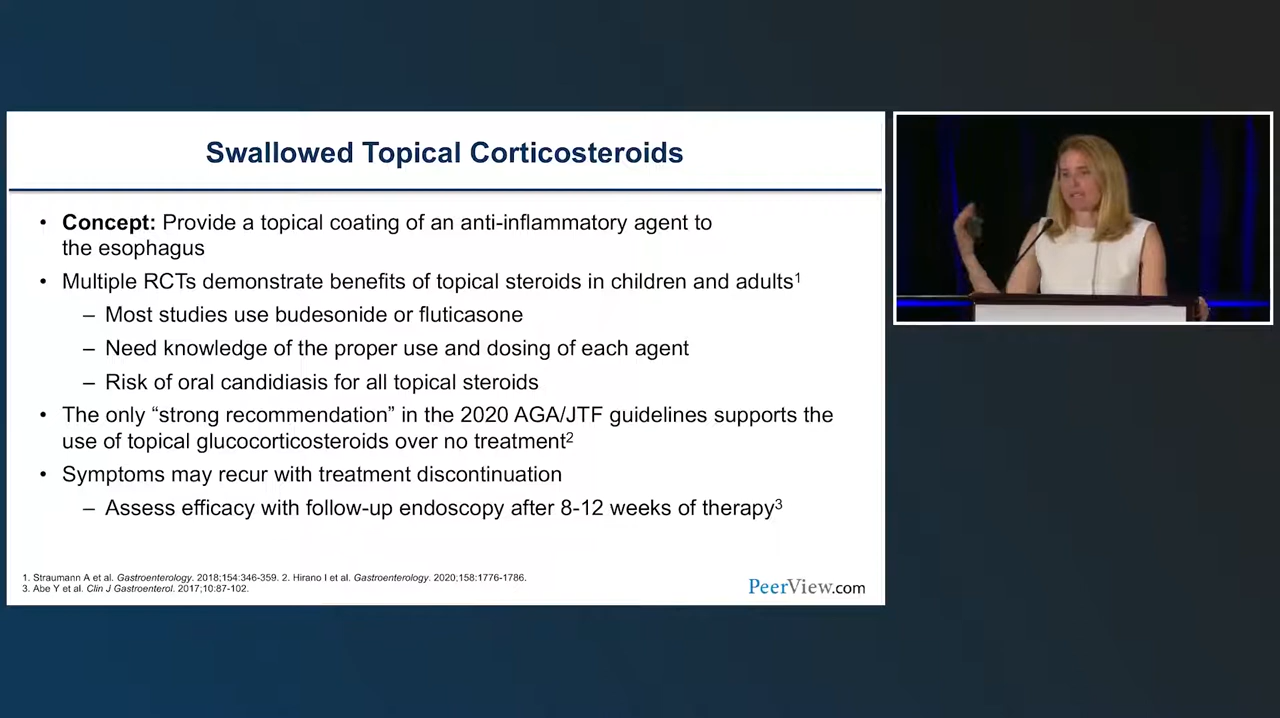 Swallowed Topical Corticosteroids
• Concept: Provide a topical coating of an anti-inflammatory agent to
the esophagus
• Multiple RCTs demonstrate benefits of topical steroids in children and adults¹
– Most studies use budesonide or fluticasone
– Need knowledge of the proper use and dosing of each agent
– Risk of oral candidiasis for all topical steroids
• The only “strong recommendation” in the 2020 AGA/JTF guidelines supports the
use of topical glucocorticosteroids over no treatment²
• Symptoms may recur with treatment discontinuation
– Assess efficacy with follow-up endoscopy after 8-12 weeks of therapy³
1. Straumann A et al. Gastroenterology. 2018;154:346-359. 2. Hirano I et al. Gastroenterology. 2020;158:1776-1786.
3. Abe Y et al. Clin J Gastroenterol. 2017;10:87-102.
PeerView.com